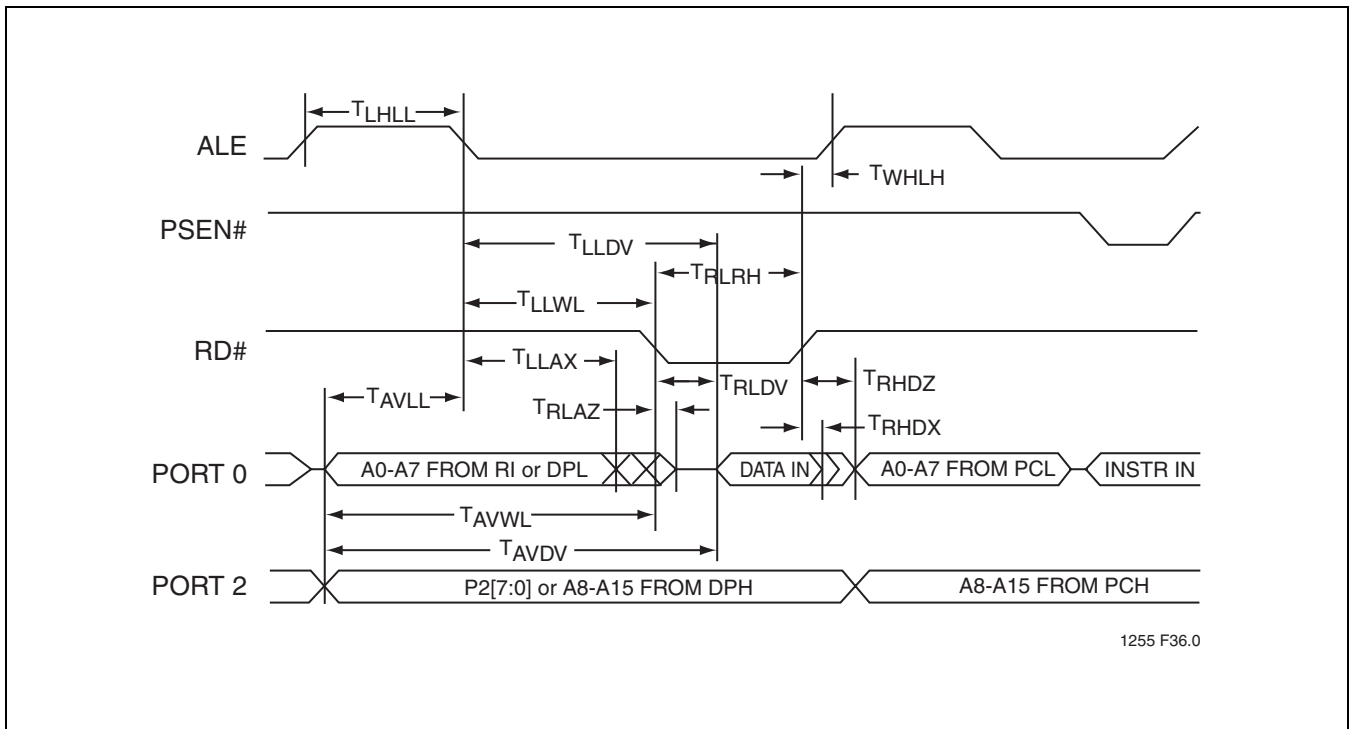 TLHLL
ALE
TWHLH
PSEN#
TLLDV
TRLRH
TLLWL
RD#
TLLAX
TRLDV
TRHDZ
TAVLL
TRLAZ
TRHDX
PORT 0
A0-A7 FROM RI or DPL
DATA IN
A0-A7 FROM PCL
INSTR IN
TAVWL
TAVDV
PORT 2
P2[7:0] or A8-A15 FROM DPH
A8-A15 FROM PCH
1255 F36.0